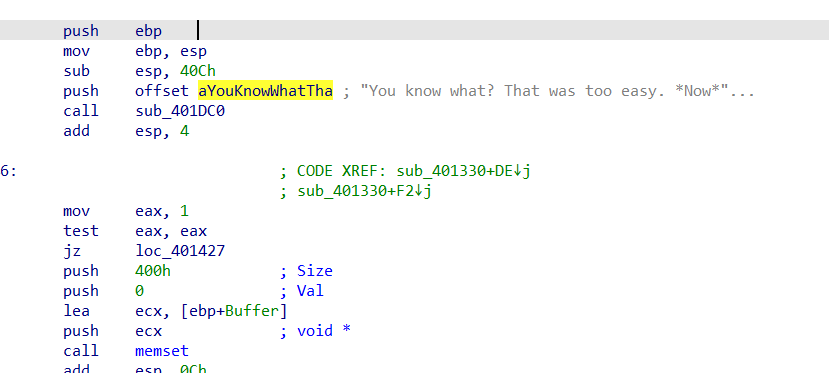 push ebp
mov ebp, esp
sub esp, 40Ch
push offset aYouKnowWhatTha ; "You know what? That was too easy. *Now*"...
call sub_401DC0
add esp, 4
6: ; CODE XREF: sub_401330+DE↓j
; sub_401330+F2↓j
mov eax, 1
test eax, eax
jz loc_401427
push 400h ; Size
push 0 ; Val
lea ecx, [ebp+Buffer]
push ecx ; void *
call memset
add esp, 0Ch